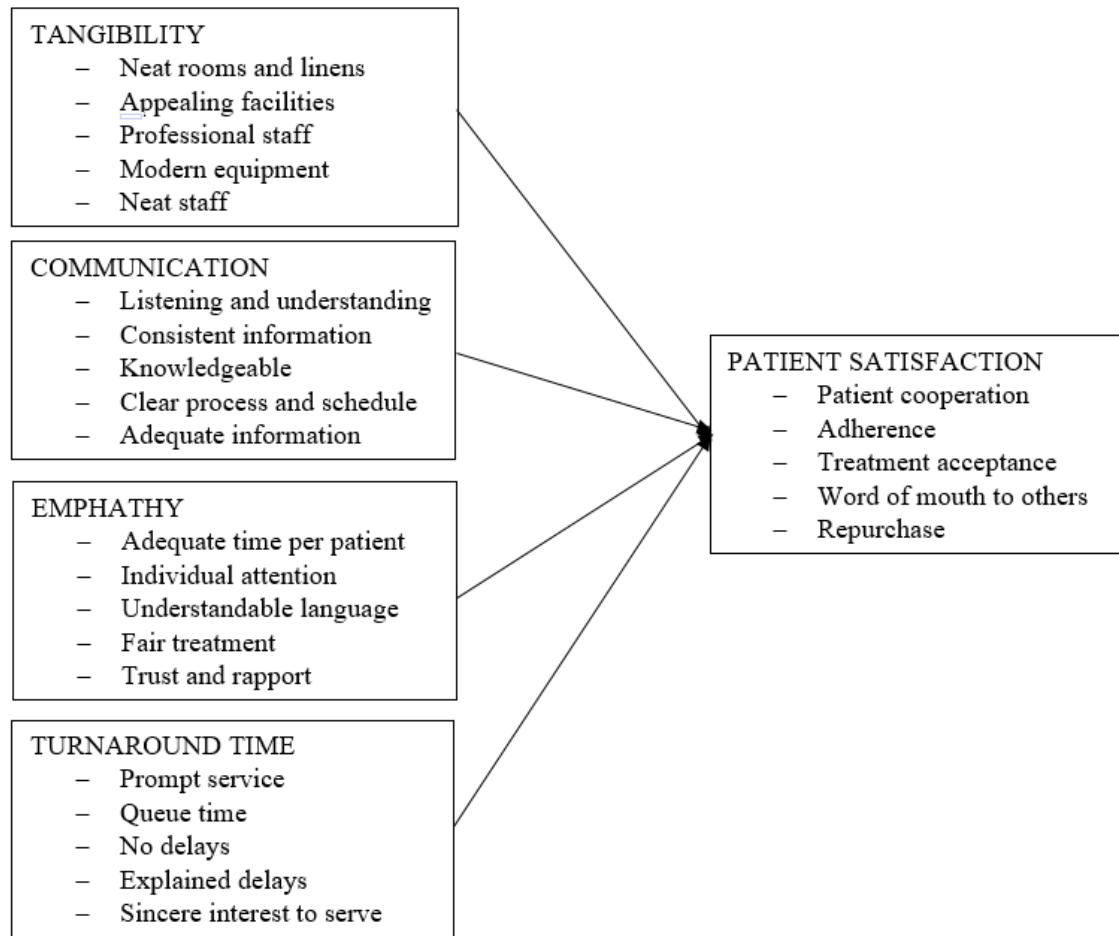 TANGIBILITY
– Neat rooms and linens
– Appealing facilities
– Professional staff
– Modern equipment
– Neat staff
COMMUNICATION
– Listening and understanding
– Consistent information
– Knowledgeable
– Clear process and schedule
– Adequate information
EMPHATHY
– Adequate time per patient
– Individual attention
– Understandable language
– Fair treatment
– Trust and rapport
TURNAROUND TIME
– Prompt service
– Queue time
– No delays
– Explained delays
– Sincere interest to serve
PATIENT SATISFACTION
– Patient cooperation
– Adherence
– Treatment acceptance
– Word of mouth to others
– Repurchase